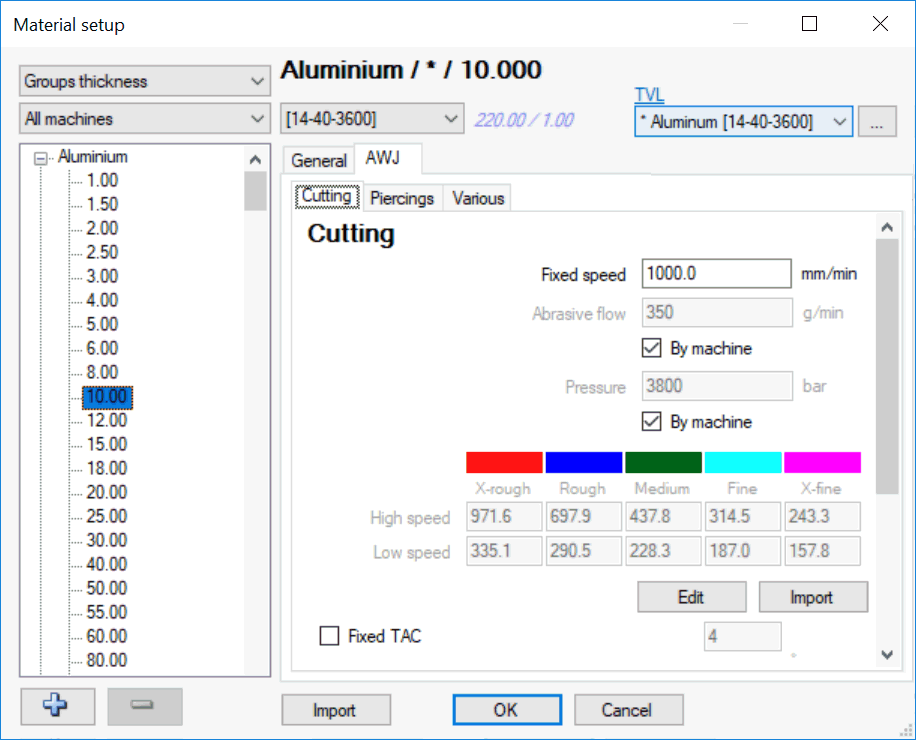 Material setup
Groups thickness
All machines
Aluminium
1.00
1.50
2.00
2.50
3.00
4.00
5.00
6.00
8.00
10.00
12.00
15.00
18.00
20.00
25.00
30.00
40.00
50.00
55.00
60.00
80.00
Aluminium / * / 10.000
[14-40-3600] 220.00 / 1.00
TVL
* Aluminum [14-40-3600] ...
General AWJ
Cutting Piercings Various
Cutting
Fixed speed 1000.0 mm/min
Abrasive flow 350 g/min
By machine
Pressure 3800 bar
By machine
X-rough Rough Medium Fine X-fine
High speed 971.6 697.9 437.8 314.5 243.3
Low speed 335.1 290.5 228.3 187.0 157.8
Edit Import
Fixed TAC 4 °
Import OK Cancel